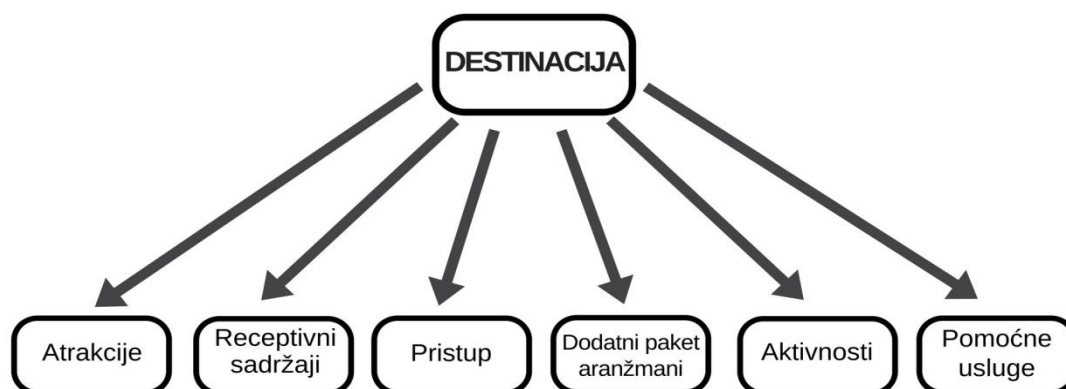 DESTINACIJA
Atrakcije
Receptivni
sadržaji
Pristup
Dodatni paket
aranžmani
Aktivnosti
Pomoćne
usluge